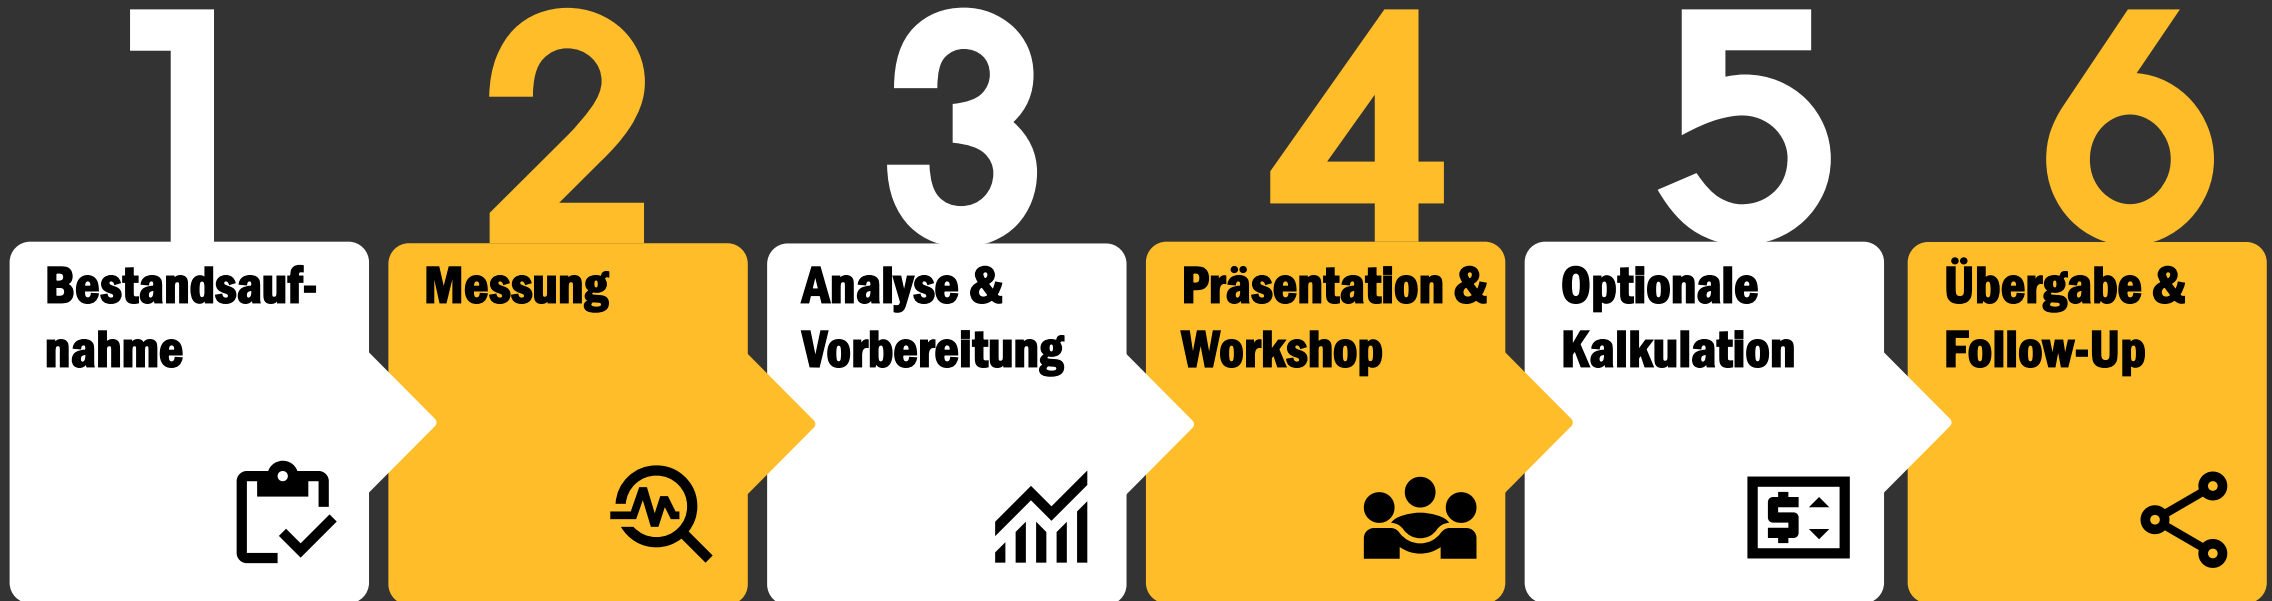 1
Bestandsauf-
nahme
2
Messung
3
Analyse &
Vorbereitung
4
Präsentation &
Workshop
5
Optionale
Kalkulation
$
6
Übergabe &
Follow-Up